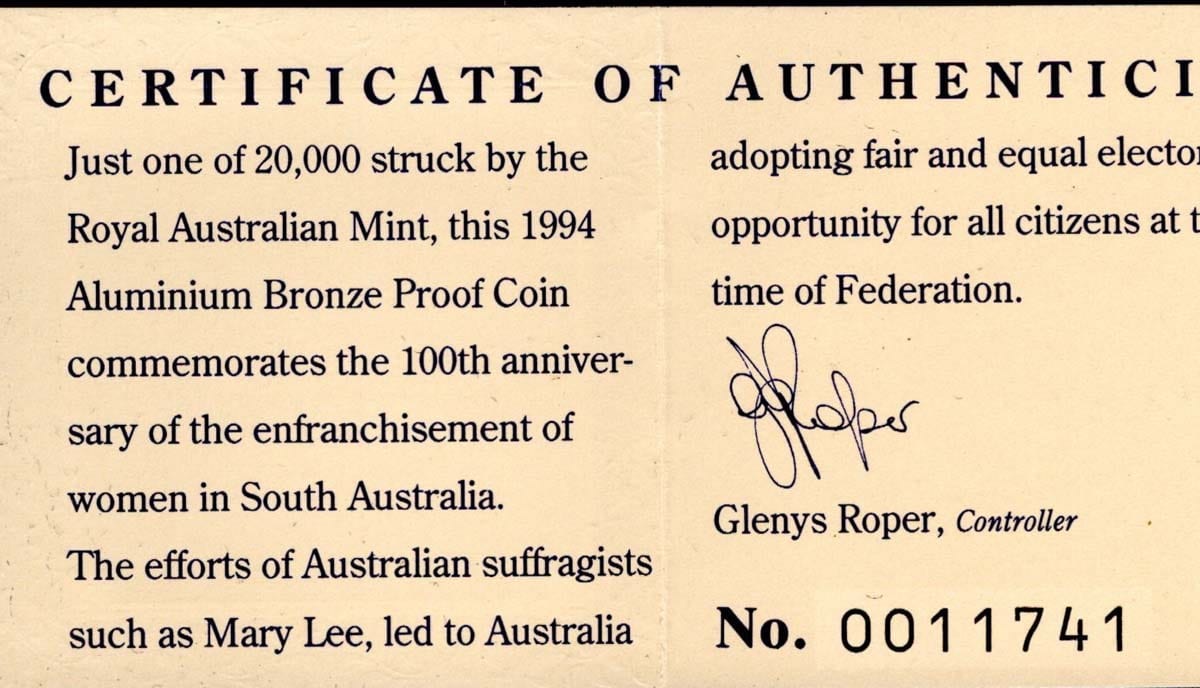 CERTIFICATE OF AUTHENTICI
Just one of 20,000 struck by the
Royal Australian Mint, this 1994
Aluminium Bronze Proof Coin
commemorates the 100th anniver-
sary of the enfranchisement of
women in South Australia.
The efforts of Australian suffragists
such as Mary Lee, led to Australia
adopting fair and equal elector
opportunity for all citizens at t
time of Federation.
Glenys Roper, Controller
No. 0011741